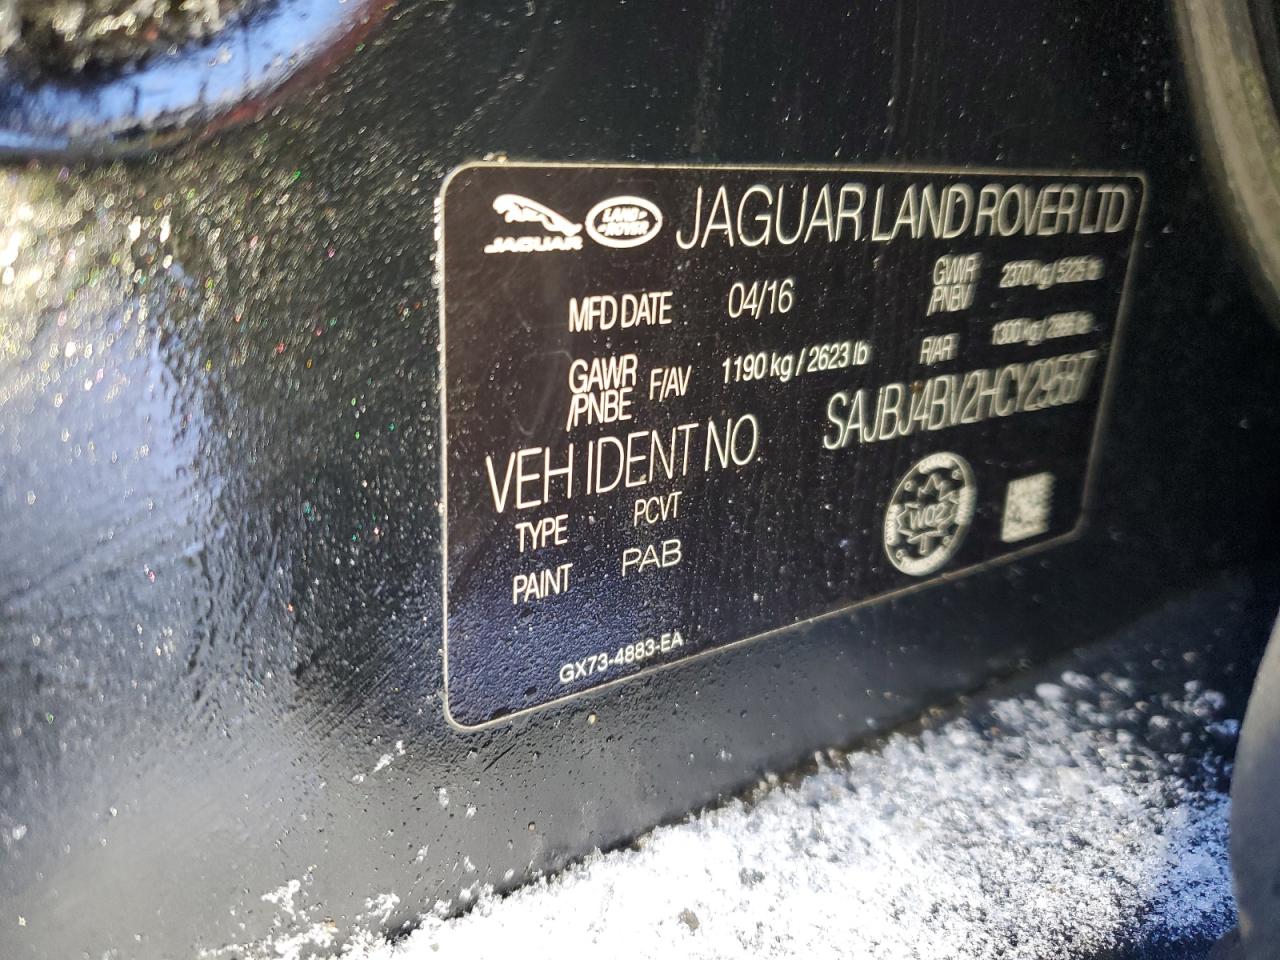 JAGUAR LAND ROVER JAGUAR LAND ROVER LTD
MFD DATE 04/16 GVWR /PNBV 2370 kg / 5225 lb
GAWR /PNBE F/AV 1190 kg / 2623 lb R/AR 1300 kg / 2866 lb
VEH IDENT NO SAJBJ4BV2HCY29587
TYPE PCVT
PAINT PAB
W02
GX73-4883-EA